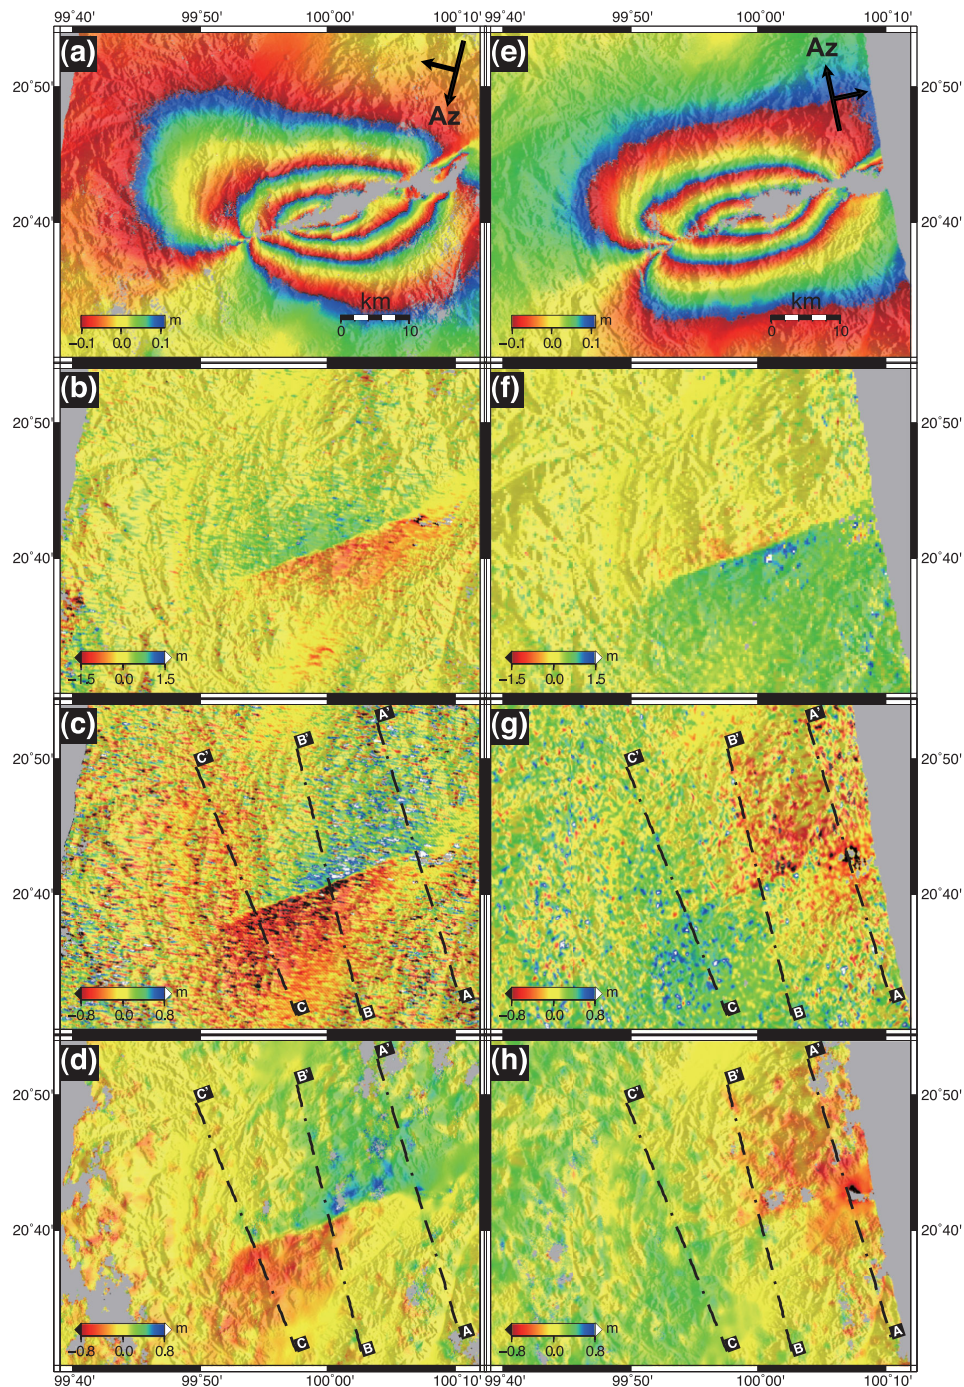 99°40' 99°50' 100°00' 100°10' 99°40' 99°50' 100°00' 100°10'
(a) (e)
Az Az
20°50' 20°50'
20°40' 20°40'
km km
m 0 10 m 0 10
−0.1 0.0 0.1 −0.1 0.0 0.1
(b) (f)
20°50' 20°50'
20°40' 20°40'
m m
−1.5 0.0 1.5 −1.5 0.0 1.5
(c) A' (g) A'
B' B'
C' C'
20°50' 20°50'
20°40' 20°40'
m A m A
C B C B
−0.8 0.0 0.8 −0.8 0.0 0.8
(d) A' (h) A'
B' B'
C' C'
20°50' 20°50'
20°40' 20°40'
m A m A
C B C B
−0.8 0.0 0.8 −0.8 0.0 0.8
99°40' 99°50' 100°00' 100°10' 99°40' 99°50' 100°00' 100°10'